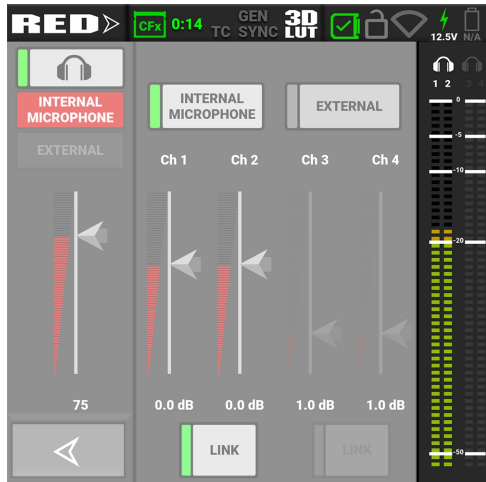 RED
CFx 0:14
GEN
TC SYNC
3D
LUT
12.5V N/A
INTERNAL
MICROPHONE
EXTERNAL
INTERNAL
MICROPHONE
EXTERNAL
Ch 1 Ch 2 Ch 3 Ch 4
1 2 3 4
0
-5
-10
-20
-50
75 0.0 dB 0.0 dB 1.0 dB 1.0 dB
LINK LINK